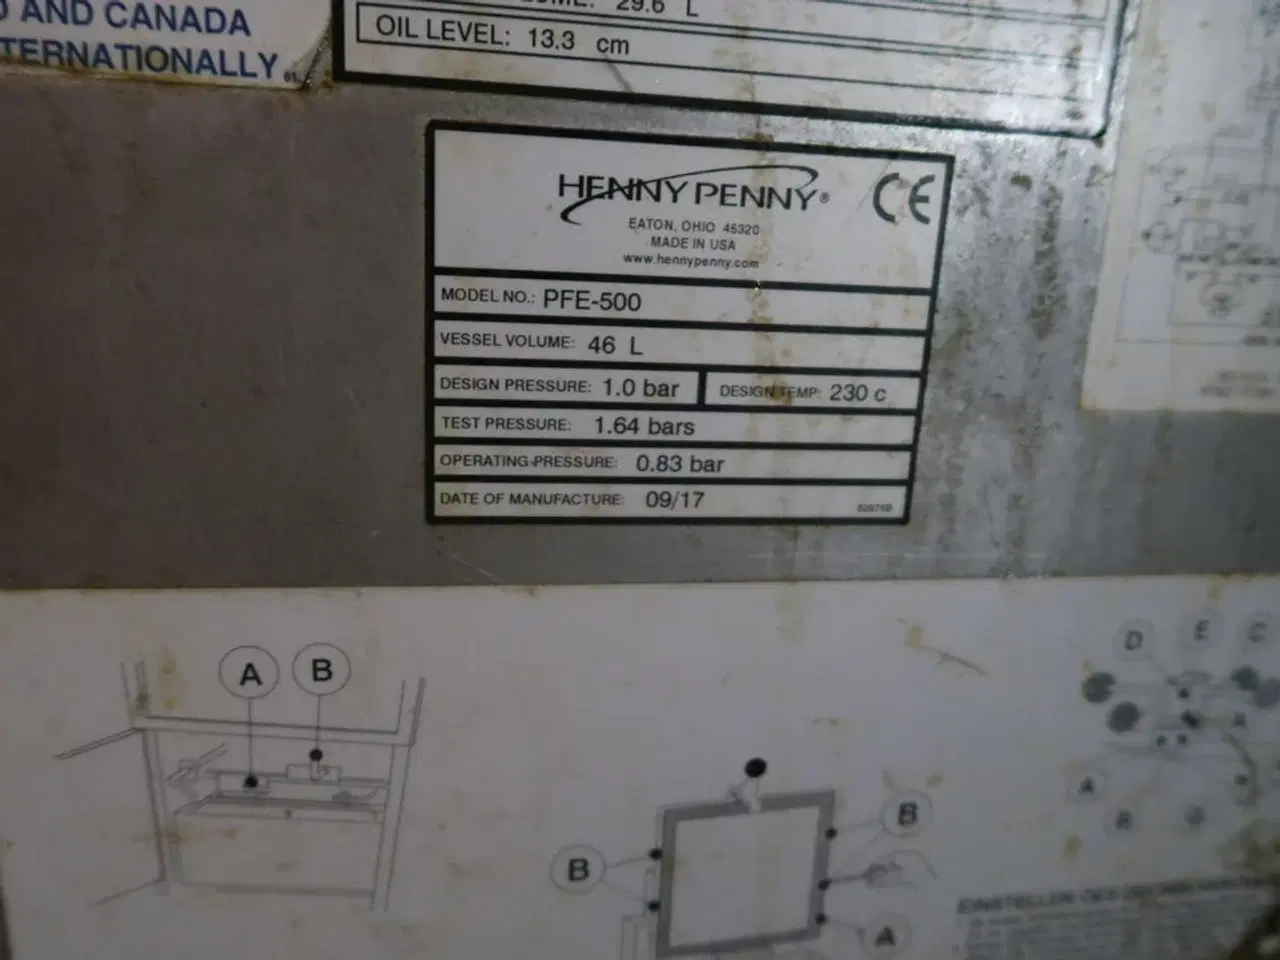 AND CANADA
TERNATIONALLY
29.6 L
OIL LEVEL: 13.3 cm
HENNY PENNY®
CE
EATON, OHIO 45320
MADE IN USA
www.hennypenny.com
MODEL NO.: PFE-500
VESSEL VOLUME: 46 L
DESIGN PRESSURE: 1.0 bar
DESIGN TEMP: 230 c
TEST PRESSURE: 1.64 bars
OPERATING PRESSURE: 0.83 bar
DATE OF MANUFACTURE: 09/17
A B
D E C
A
A
B
B
B
A